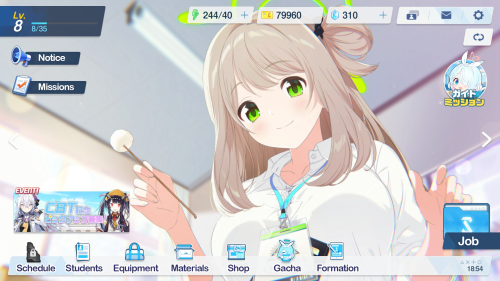 Lv.
8
8/35
244/40
79960
310
Notice
Missions
ガイド
ミッション
EVENT!
Job
Schedule
Students
Equipment
Materials
Shop
Gacha
Formation
18:54